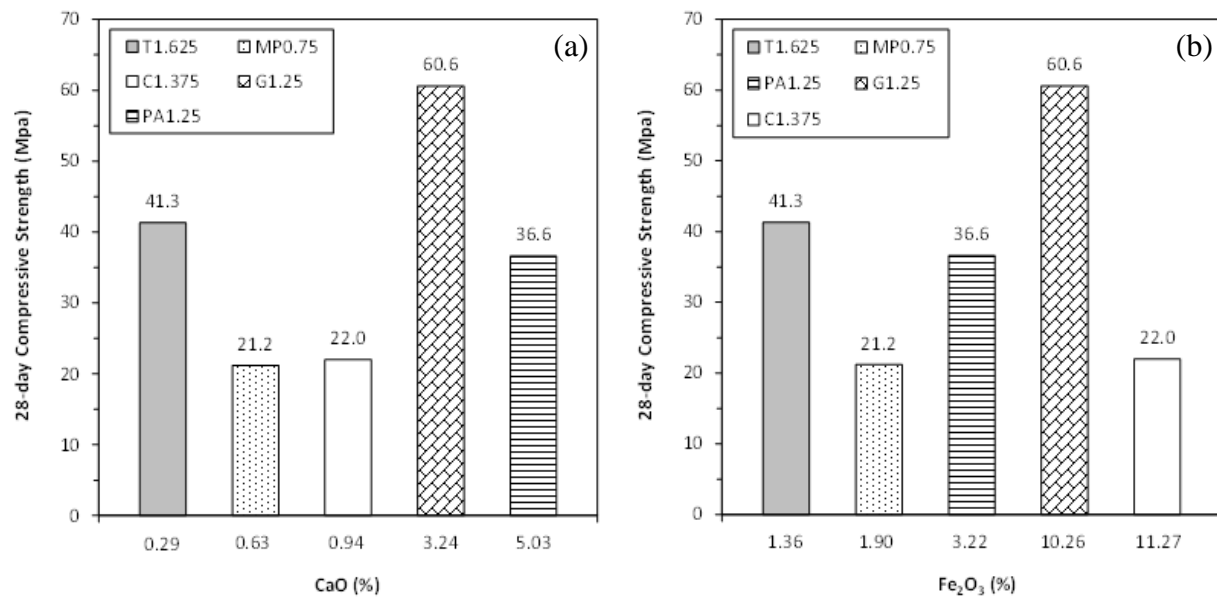 (a)
T1.625 MP0.75
C1.375 G1.25
PA1.25
28-day Compressive Strength (Mpa)
70
60
50
40
30
20
10
0
41.3
21.2
22.0
60.6
36.6
0.29 0.63 0.94 3.24 5.03
CaO (%)
(b)
T1.625 MP0.75
PA1.25 G1.25
C1.375
28-day Compressive Strength (Mpa)
70
60
50
40
30
20
10
0
41.3
21.2
36.6
60.6
22.0
1.36 1.90 3.22 10.26 11.27
Fe₂O₃ (%)